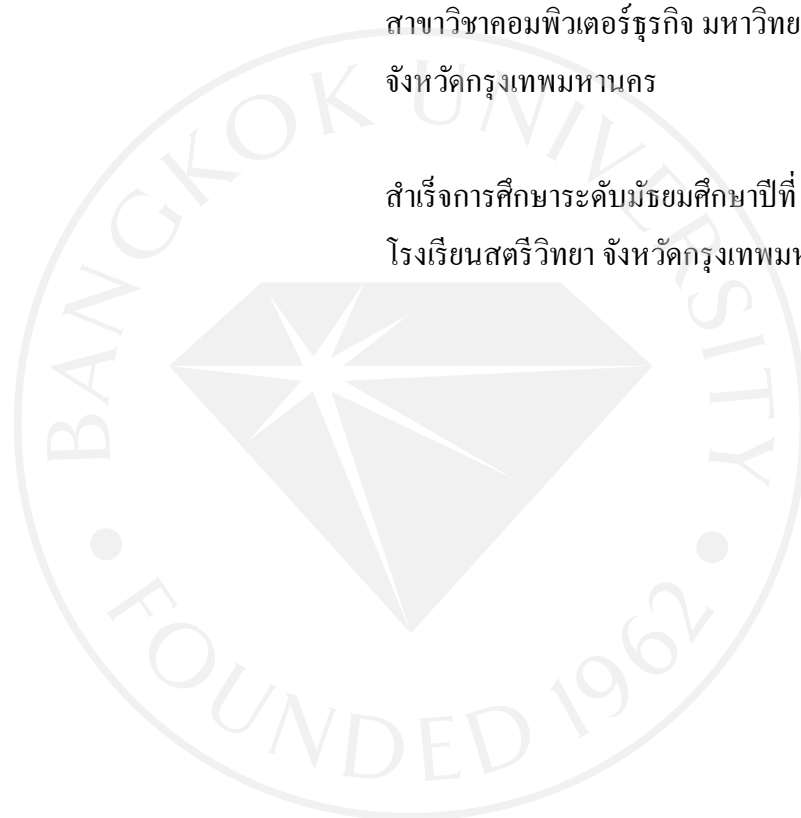 สาขาวิชาคอมพิวเตอร์ธุรกิจ มหาวิทย
จังหวัดกรุงเทพมหานคร
สำเร็จการศึกษาระดับมัธยมศึกษาปีที่
โรงเรียนสตรีวิทยา จังหวัดกรุงเทพมห
BANGKOK UNIVERSITY
• FOUNDED 1962 •